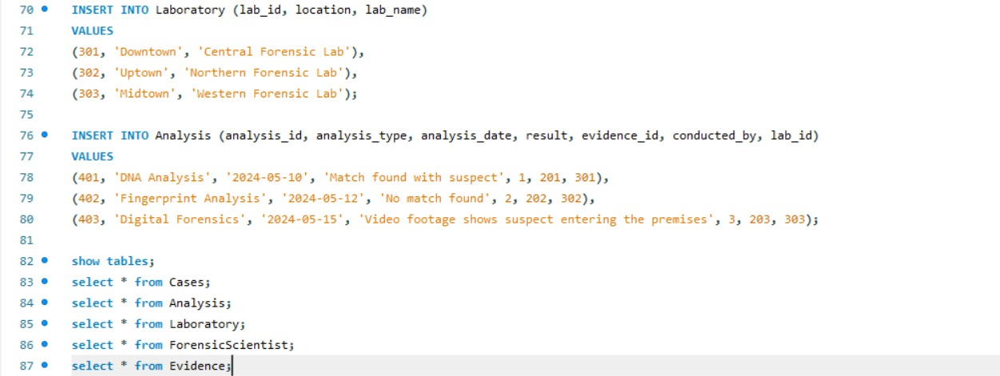 70 INSERT INTO Laboratory (lab_id, location, lab_name)
71 VALUES
72 (301, 'Downtown', 'Central Forensic Lab'),
73 (302, 'Uptown', 'Northern Forensic Lab'),
74 (303, 'Midtown', 'Western Forensic Lab');
75
76 INSERT INTO Analysis (analysis_id, analysis_type, analysis_date, result, evidence_id, conducted_by, lab_id)
77 VALUES
78 (401, 'DNA Analysis', '2024-05-10', 'Match found with suspect', 1, 201, 301),
79 (402, 'Fingerprint Analysis', '2024-05-12', 'No match found', 2, 202, 302),
80 (403, 'Digital Forensics', '2024-05-15', 'Video footage shows suspect entering the premises', 3, 203, 303);
81
82 show tables;
83 select * from Cases;
84 select * from Analysis;
85 select * from Laboratory;
86 select * from ForensicScientist;
87 select * from Evidence;